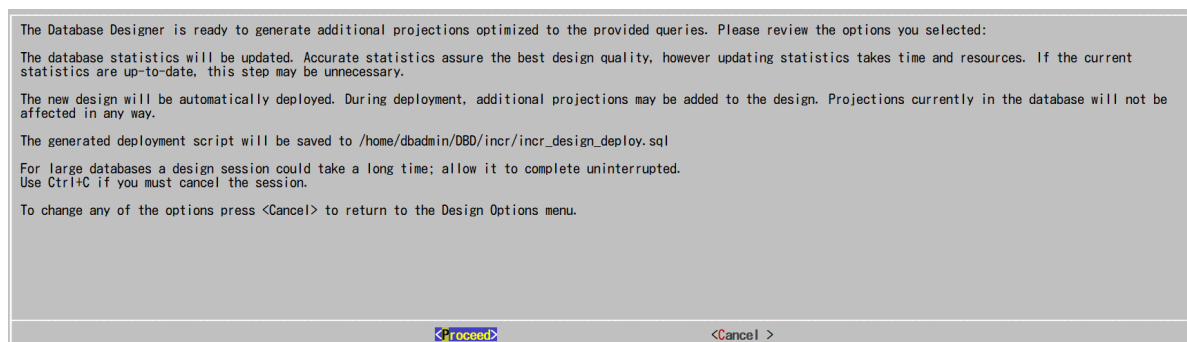 The Database Designer is ready to generate additional projections optimized to the provided queries. Please review the options you selected:
The database statistics will be updated. Accurate statistics assure the best design quality, however updating statistics takes time and resources. If the current
statistics are up-to-date, this step may be unnecessary.
The new design will be automatically deployed. During deployment, additional projections may be added to the design. Projections currently in the database will not be
affected in any way.
The generated deployment script will be saved to /home/dbadmin/DBD/incr/incr_design_deploy.sql
For large databases a design session could take a long time; allow it to complete uninterrupted.
Use Ctrl+C if you must cancel the session.
To change any of the options press <Cancel> to return to the Design Options menu.
<Proceed> <Cancel >